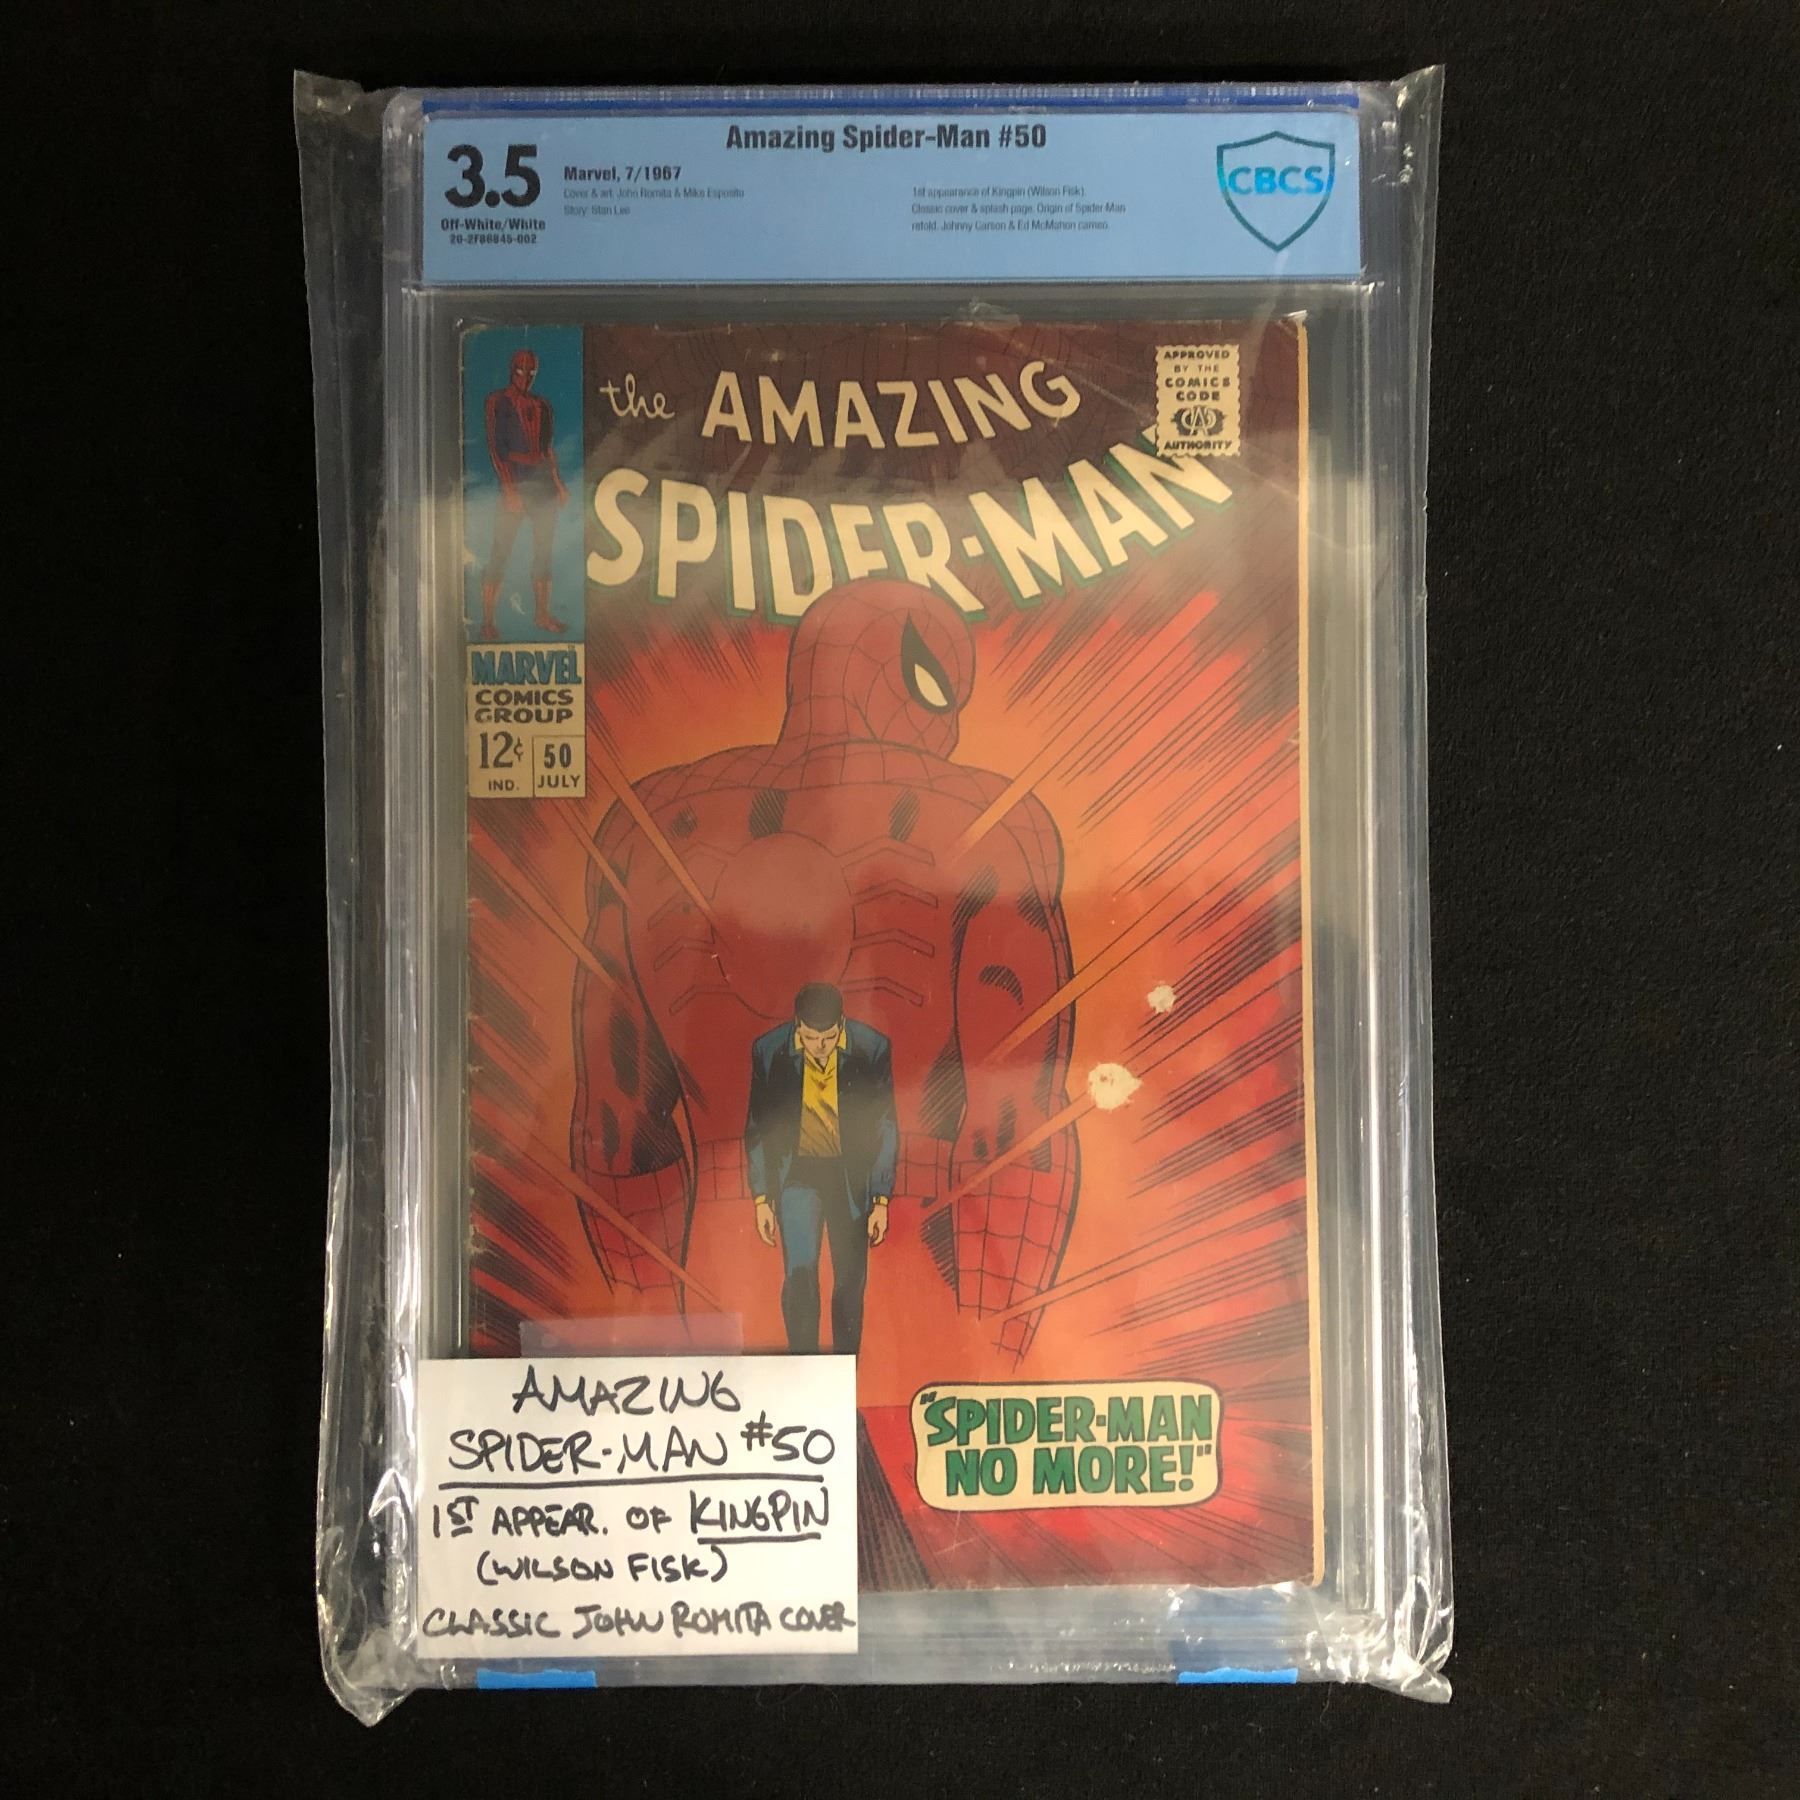 Amazing Spider-Man #50
3.5
Off-White/White
20-2F86845-002
Marvel, 7/1967
Cover & art: John Romita & Mike Esposito
Story: Stan Lee
1st appearance of Kingpin (Wilson Fisk).
Classic cover & splash page. Origin of Spider-Man
retold. Johnny Carson & Ed McMahon cameo.
CBCS
the AMAZING
SPIDER-MAN
APPROVED
BY THE
COMICS
CODE
AUTHORITY
MARVEL
COMICS
GROUP
12¢
IND.
50
JULY
"SPIDER-MAN
NO MORE!"
AMAZING
SPIDER-MAN #50
1ST APPEAR. OF KINGPIN
(WILSON FISK)
CLASSIC JOHN ROMITA COVER